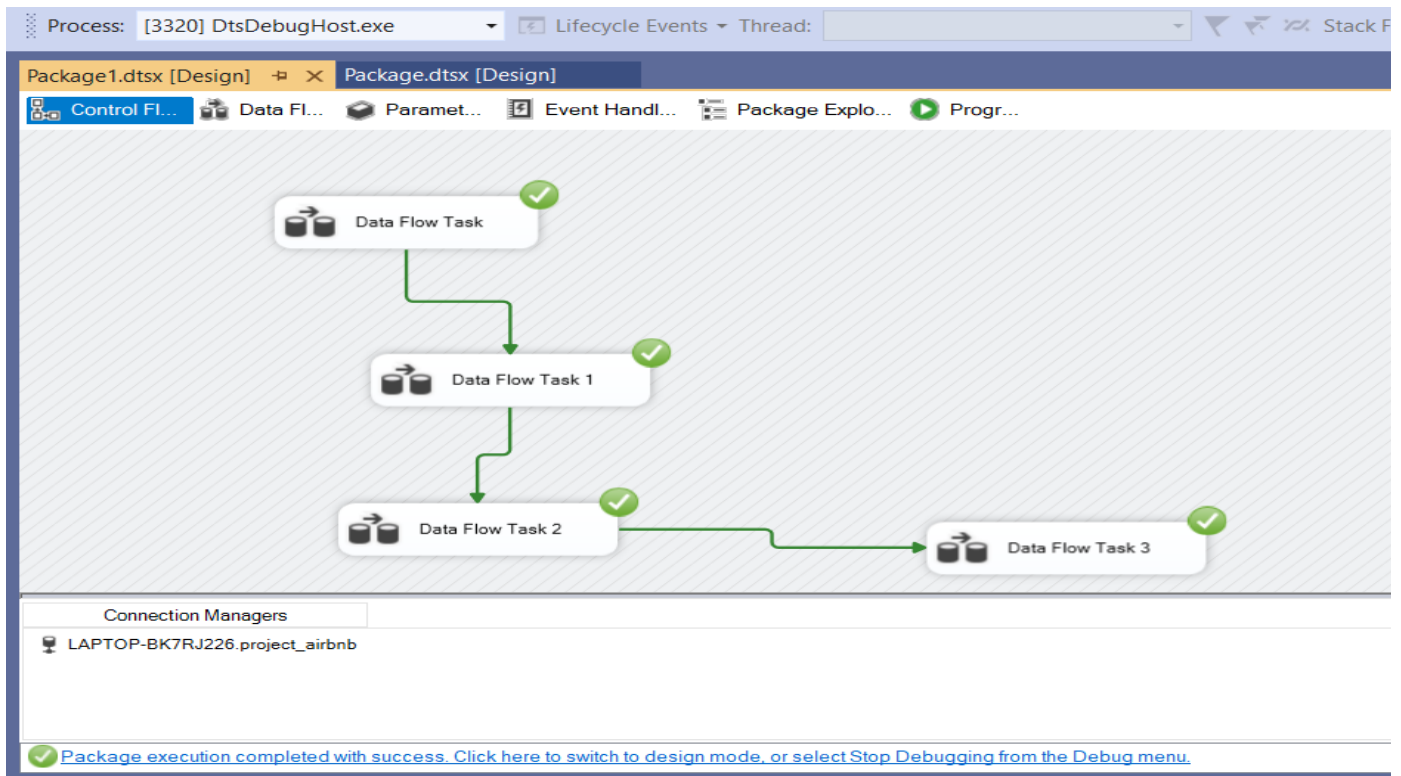 Process: [3320] DtsDebugHost.exe Lifecycle Events Thread: Stack F
Package1.dtsx [Design] Package.dtsx [Design]
Control Fl... Data Fl... Paramet... Event Handl... Package Explo... Progr...
Data Flow Task
Data Flow Task 1
Data Flow Task 2
Data Flow Task 3
Connection Managers
LAPTOP-BK7RJ226.project_airbnb
Package execution completed with success. Click here to switch to design mode, or select Stop Debugging from the Debug menu.